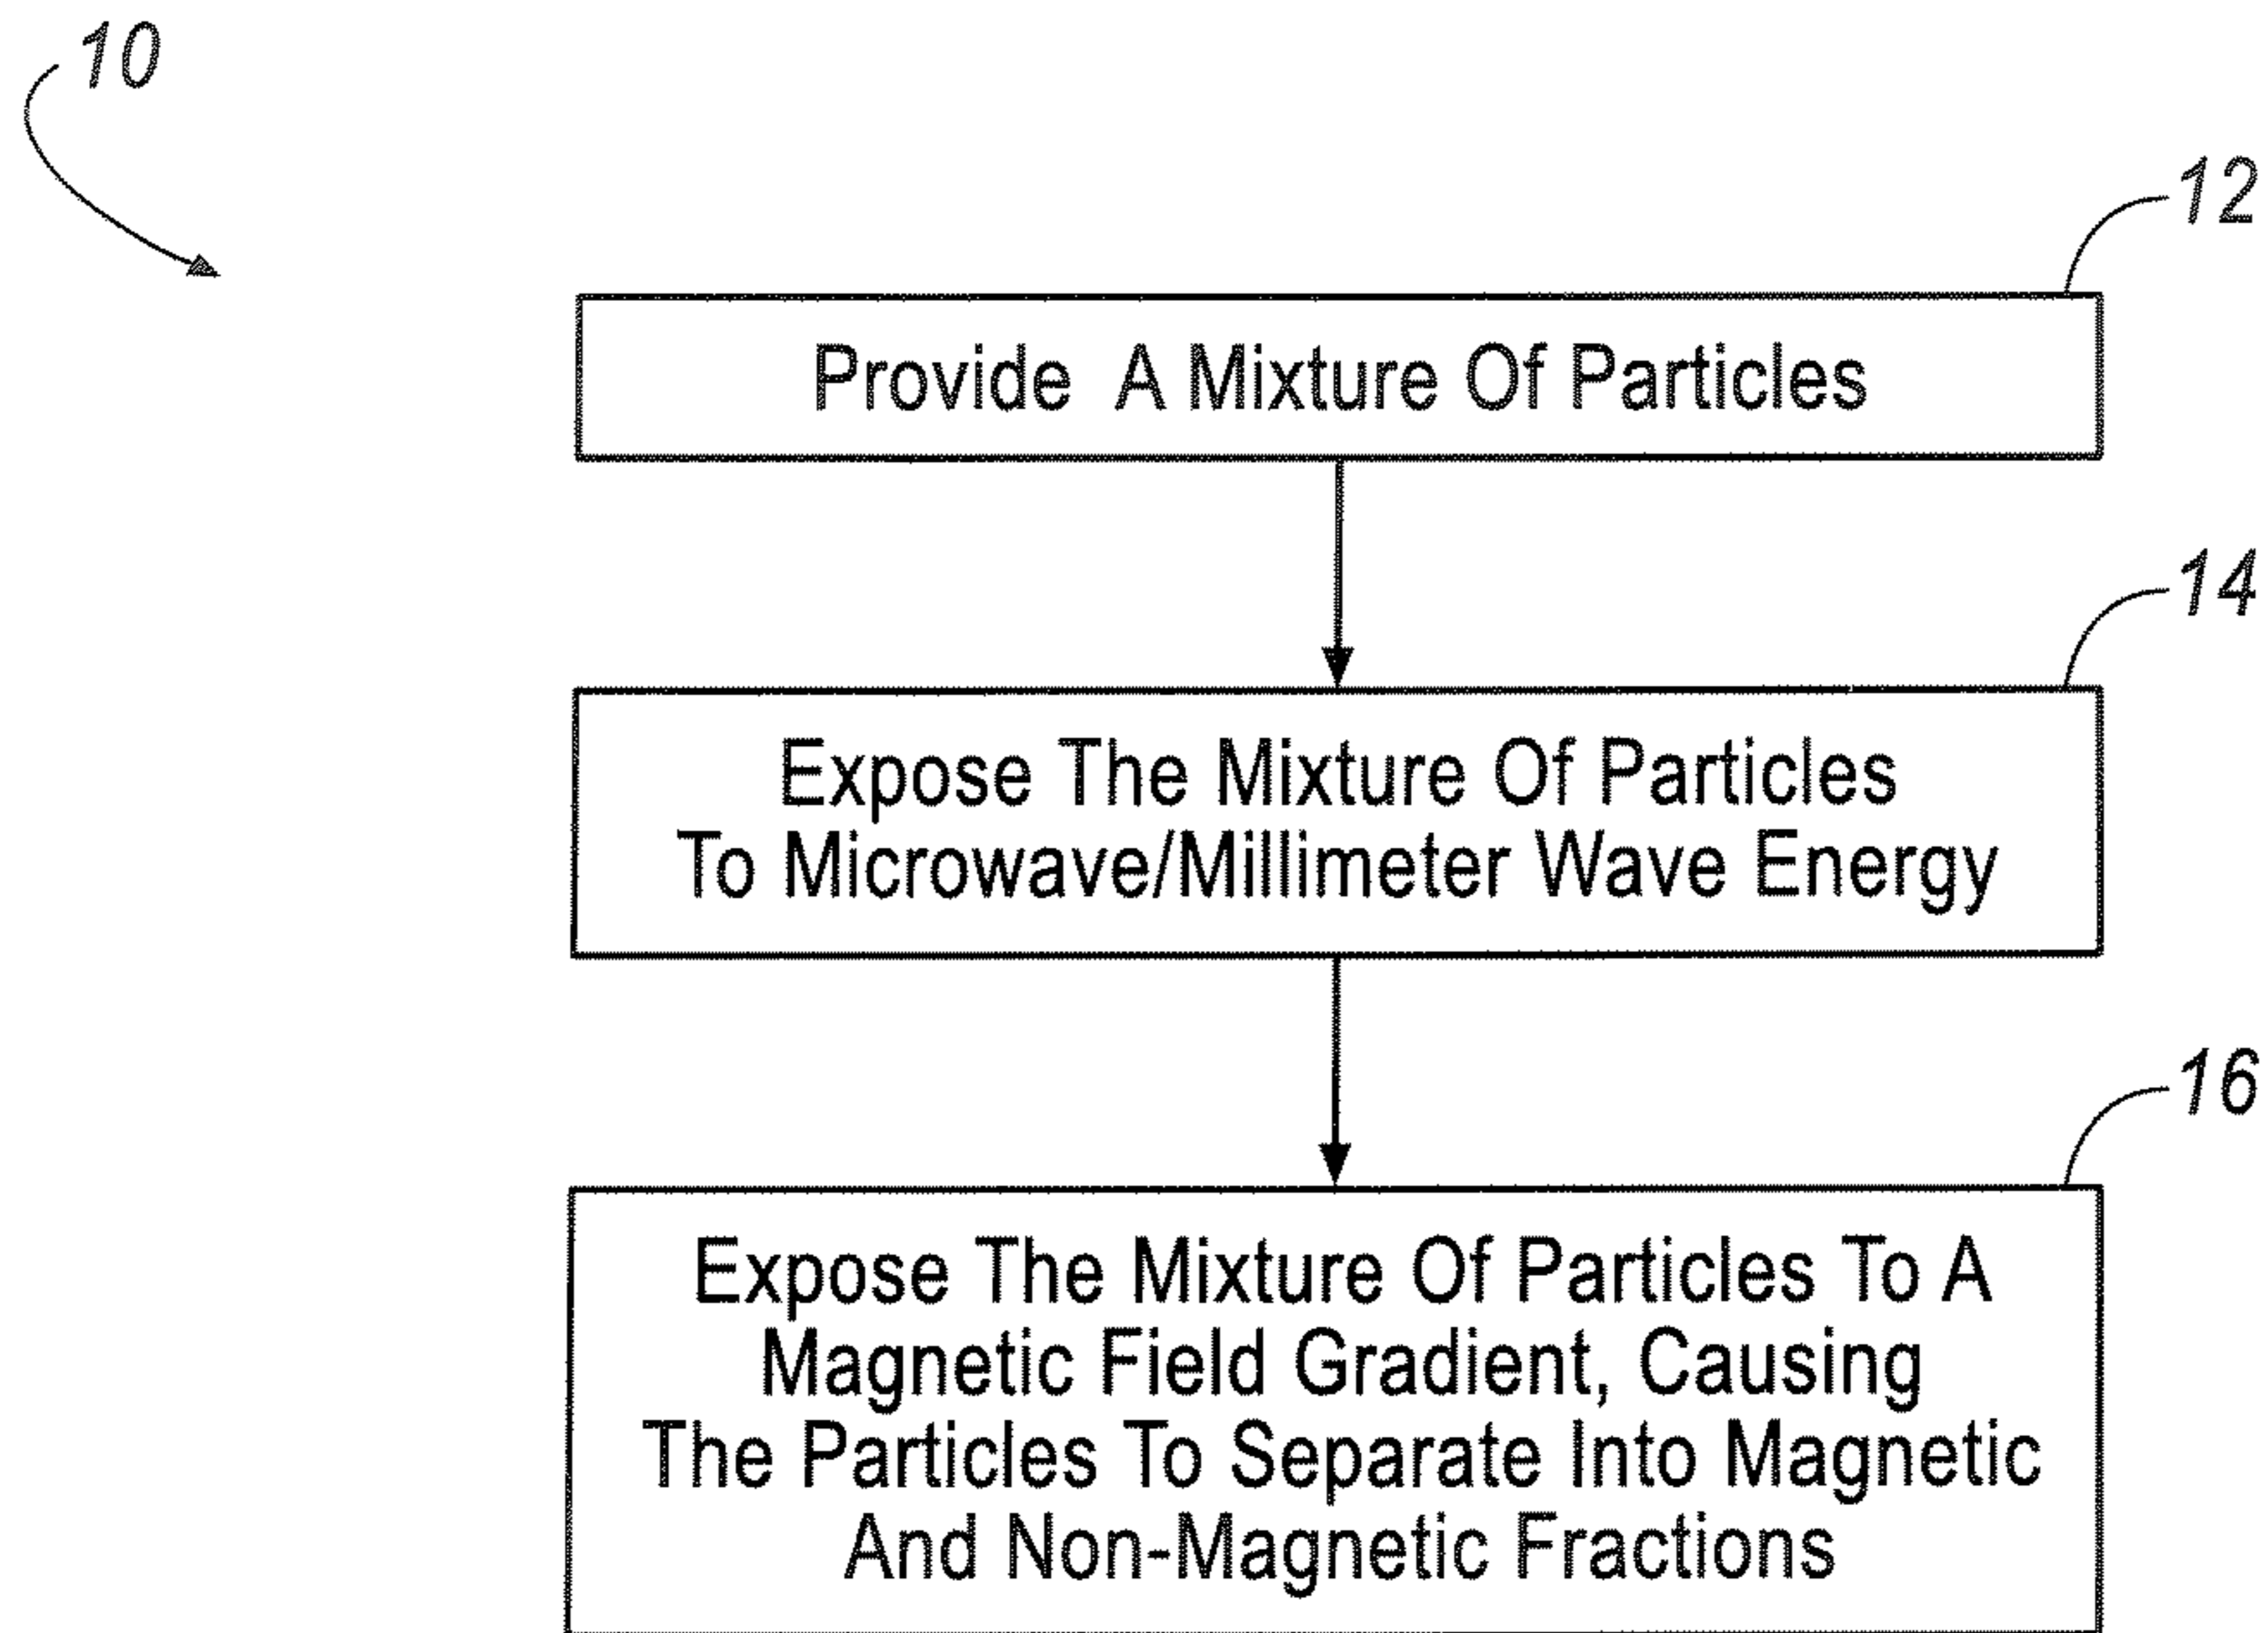 10
12
Provide A Mixture Of Particles
14
Expose The Mixture Of Particles
To Microwave/Millimeter Wave Energy
16
Expose The Mixture Of Particles To A
Magnetic Field Gradient, Causing
The Particles To Separate Into Magnetic
And Non-Magnetic Fractions